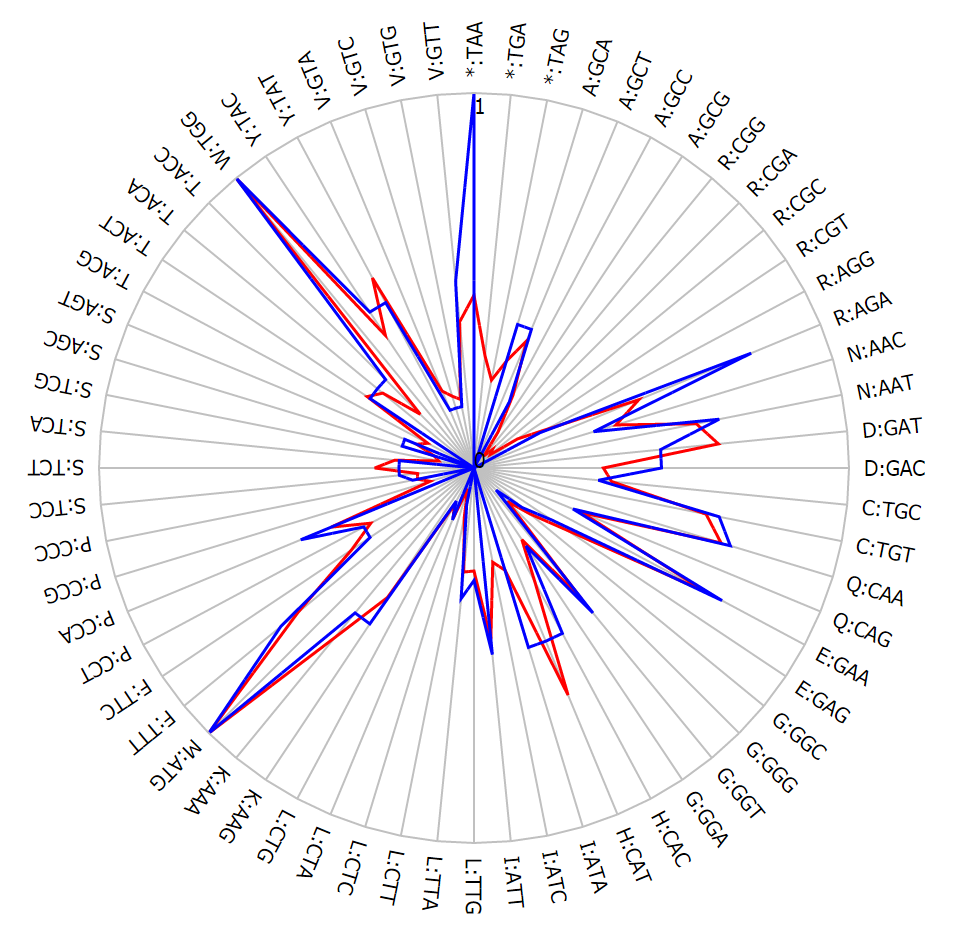 *:TAA
*:TGA
*:TAG
A:GCA
A:GCT
A:GCC
A:GCG
R:CGG
R:CGA
R:CGC
R:CGT
R:AGG
R:AGA
N:AAC
N:AAT
D:GAT
D:GAC
C:TGC
C:TGT
Q:CAA
Q:CAG
E:GAA
E:GAG
G:GGC
G:GGG
G:GGT
G:GGA
H:CAC
H:CAT
I:ATA
I:ATC
I:ATT
L:TTG
L:TTA
L:CTT
L:CTC
L:CTA
L:CTG
K:AAG
K:AAA
M:ATG
F:TTT
F:TTC
P:CCT
P:CCA
P:CCG
P:CCC
S:TCC
S:TCT
S:TCA
S:TCG
S:AGC
S:AGT
T:ACG
T:ACT
T:ACA
T:ACC
W:TGG
Y:TAC
Y:TAT
V:GTA
V:GTC
V:GTG
V:GTT
1
0